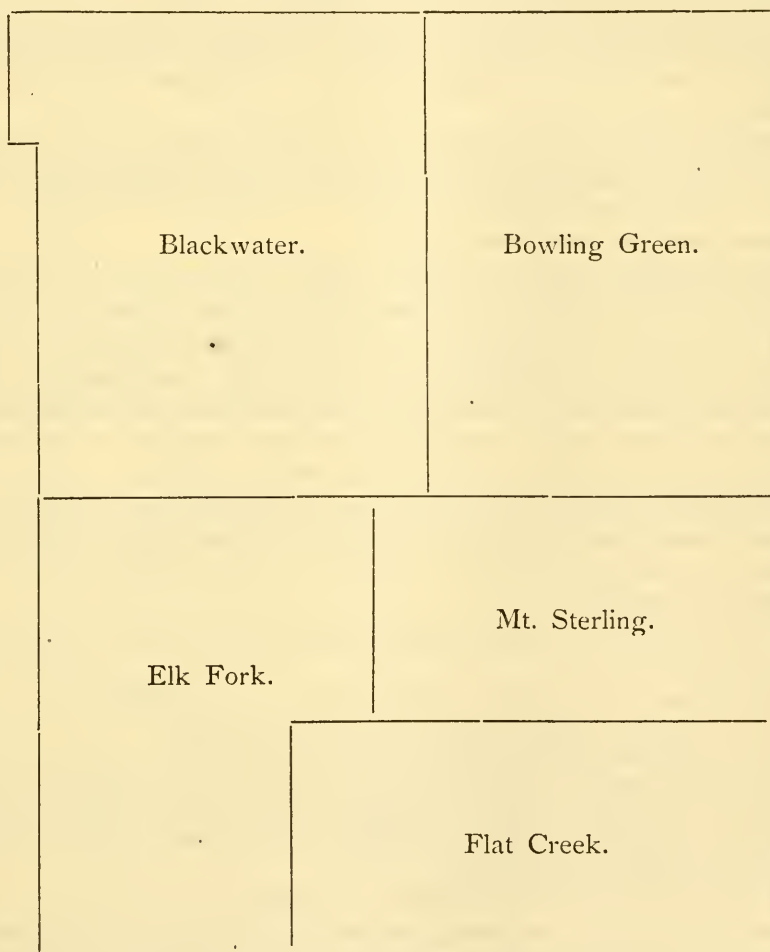 Blackwater.
Bowling Green.
Mt. Sterling.
Elk Fork.
Flat Creek.